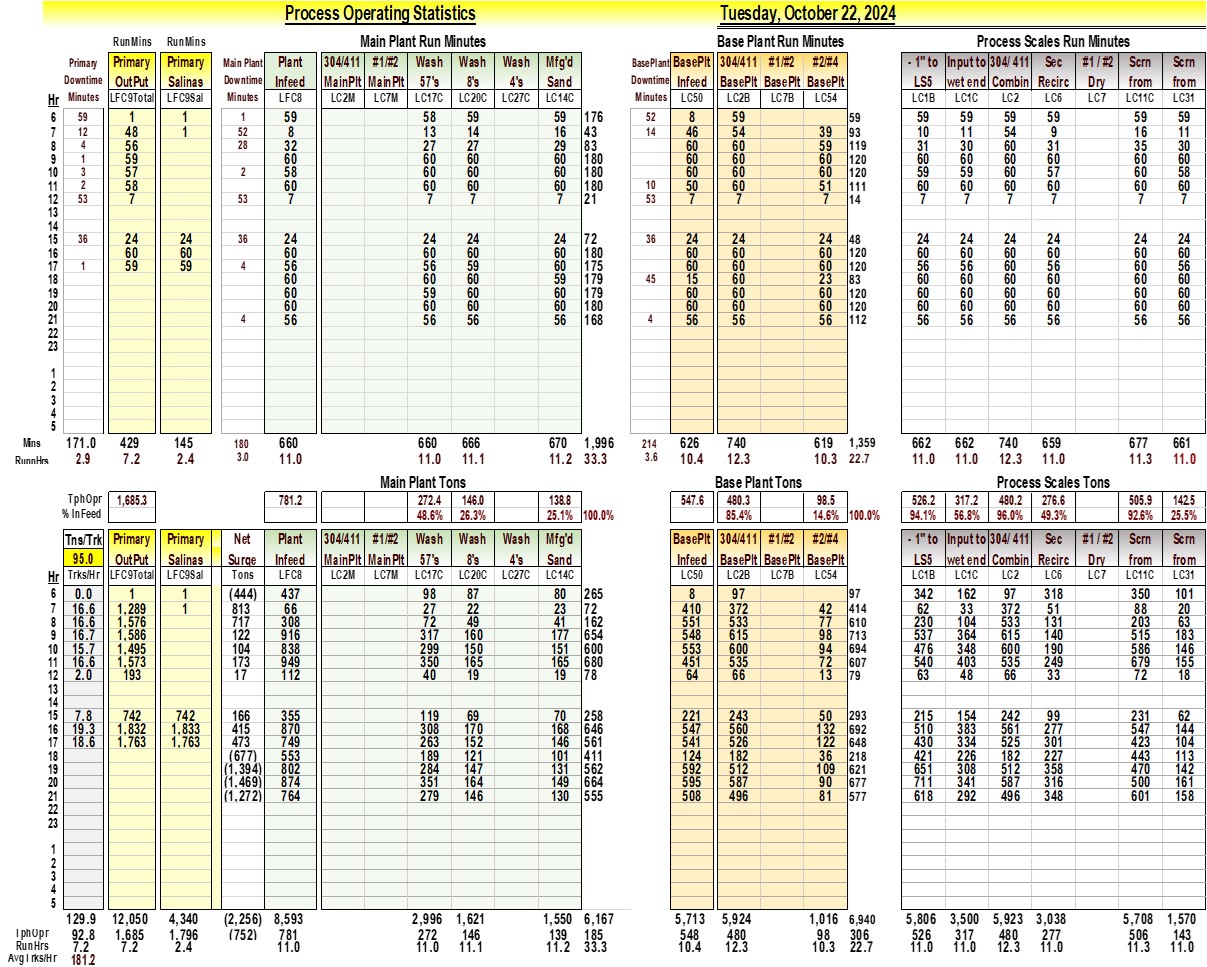 Process Operating Statistics Tuesday, October 22, 2024
RunMins RunMins Main Plant Run Minutes Base Plant Run Minutes Process Scales Run Minutes
Primary Primary Primary Main Plant Plant 304/411 #1/#2 Wash Wash Wash Mfg'd BasePlant BasePlt 304/411 #1/#2 #2/#4 - 1" to Input to 304/ 411 Sec #1 / #2 Scrn Scrn
Downtime OutPut Salinas Downtime Infeed MainPlt MainPlt 57's 8's 4's Sand Downtime Infeed BasePlt BasePlt BasePlt LS5 wet end Combin Recirc Dry from from
Hr Minutes LFC9Total LFC9Sal Minutes LFC8 LC2M LC7M LC17C LC20C LC27C LC14C Minutes LC50 LC2B LC7B LC54 LC1B LC1C LC2 LC6 LC7 LC11C LC31
6 59 1 1 1 59 58 59 59 176 52 8 59 59 59 59 59 59 59 59
7 12 48 1 52 8 13 14 16 43 14 46 54 39 93 10 11 54 9 16 11
8 4 56 28 32 27 27 29 83 60 60 59 119 31 30 60 31 35 30
9 1 59 60 60 60 60 180 60 60 60 120 60 60 60 60 60 60
10 3 57 2 58 60 60 60 180 60 60 60 120 59 59 60 57 60 58
11 2 58 60 60 60 60 180 10 50 60 51 111 60 60 60 60 60 60
12 53 7 53 7 7 7 7 21 53 7 7 7 14 7 7 7 7 7 7
13
14
15 36 24 24 36 24 24 24 24 72 36 24 24 24 48 24 24 24 24 24 24
16 60 60 60 60 60 60 180 60 60 60 120 60 60 60 60 60 60
17 1 59 59 4 56 56 59 60 175 60 60 60 120 56 56 60 56 60 56
18 60 60 60 59 179 45 15 60 23 83 60 60 60 60 60 60
19 60 59 60 60 179 60 60 60 120 60 60 60 60 60 60
20 60 60 60 60 180 60 60 60 120 60 60 60 60 60 60
21 4 56 56 56 56 168 4 56 56 56 112 56 56 56 56 56 56
22
23
1
2
3
4
5
Mins 171.0 429 145 180 660 660 666 670 1,996 214 626 740 619 1,359 662 662 740 659 677 661
RunnHrs 2.9 7.2 2.4 3.0 11.0 11.0 11.1 11.2 33.3 3.6 10.4 12.3 10.3 22.7 11.0 11.0 12.3 11.0 11.3 11.0
Main Plant Tons Base Plant Tons Process Scales Tons
TphOpr 1,685.3 781.2 272.4 146.0 138.8 547.6 480.3 98.5 526.2 317.2 480.2 276.6 505.9 142.5
% InFeed 48.6% 26.3% 25.1% 100.0% 85.4% 14.6% 100.0% 94.1% 56.8% 96.0% 49.3% 92.6% 25.5%
Tns/Trk Primary Primary Net Plant 304/411 #1/#2 Wash Wash Wash Mfg'd BasePlt 304/411 #1/#2 #2/#4 - 1" to Input to 304/ 411 Sec #1 / #2 Scrn Scrn
95.0 OutPut Salinas Surge Infeed MainPlt MainPlt 57's 8's 4's Sand Infeed BasePlt BasePlt BasePlt LS5 wet end Combin Recirc Dry from from
Hr Trks/Hr LFC9Total LFC9Sal Tons LFC8 LC2M LC7M LC17C LC20C LC27C LC14C LC50 LC2B LC7B LC54 LC1B LC1C LC2 LC6 LC7 LC11C LC31
6 0.0 1 1 (444) 437 98 87 80 265 8 97 97 342 162 97 318 350 101
7 16.6 1,289 1 813 66 27 22 23 72 410 372 42 414 62 33 372 51 88 20
8 16.6 1,576 717 308 72 49 41 162 551 533 77 610 230 104 533 131 203 63
9 16.7 1,586 122 916 317 160 177 654 548 615 98 713 537 364 615 140 515 183
10 15.7 1,495 104 838 299 150 151 600 553 600 94 694 476 348 600 190 586 146
11 16.6 1,573 173 949 350 165 165 680 451 535 72 607 540 403 535 249 679 155
12 2.0 193 17 112 40 19 19 78 64 66 13 79 63 48 66 33 72 18
13
14
15 7.8 742 742 166 355 119 69 70 258 221 243 50 293 215 154 242 99 231 62
16 19.3 1,832 1,833 415 870 308 170 168 646 547 560 132 692 510 383 561 277 547 144
17 18.6 1,763 1,763 473 749 263 152 146 561 541 526 122 648 430 334 525 301 423 104
18 (677) 553 189 121 101 411 124 182 36 218 421 226 182 227 443 113
19 (1,394) 802 284 147 131 562 592 512 109 621 651 308 512 358 470 142
20 (1,469) 874 351 164 149 664 595 587 90 677 711 341 587 316 500 161
21 (1,272) 764 279 146 130 555 508 496 81 577 618 292 496 348 601 158
22
23
1
2
3
4
5
129.9 12,050 4,340 (2,256) 8,593 2,996 1,621 1,550 6,167 5,713 5,924 1,016 6,940 5,806 3,500 5,923 3,038 5,708 1,570
TphOpr 92.8 1,685 1,796 (752) 781 272 146 139 185 548 480 98 306 526 317 480 277 506 143
RunHrs 7.2 7.2 2.4 11.0 11.0 11.1 11.2 33.3 10.4 12.3 10.3 22.7 11.0 11.0 12.3 11.0 11.3 11.0
Avg Trks/Hr 181.2